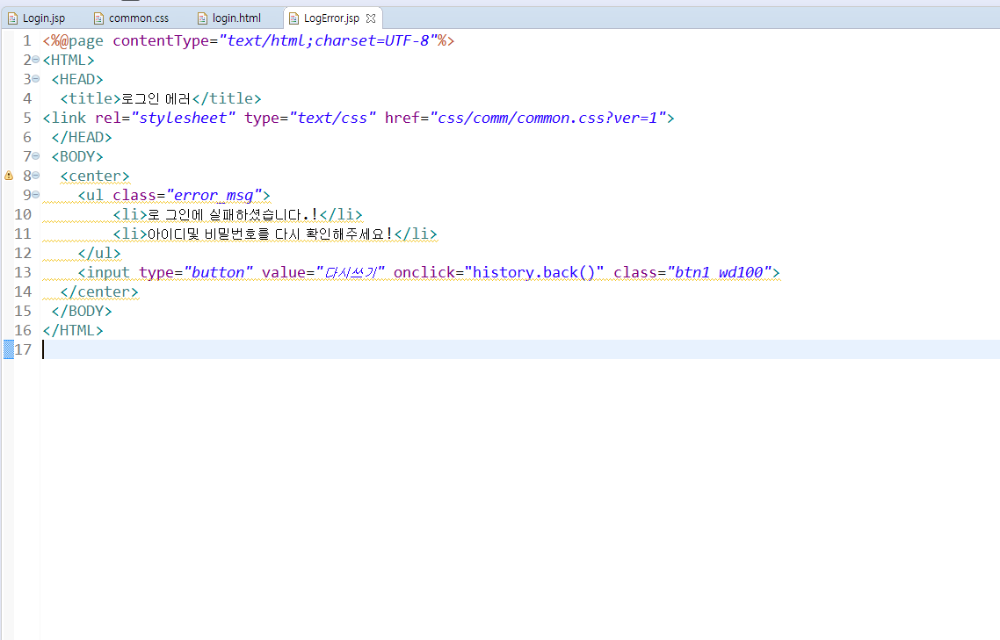 Login.jsp common.css login.html LogError.jsp
1 <%@page contentType="text/html;charset=UTF-8"%>
2 <HTML>
3 <HEAD>
4 <title>로그인 에러</title>
5 <link rel="stylesheet" type="text/css" href="css/comm/common.css?ver=1">
6 </HEAD>
7 <BODY>
8 <center>
9 <ul class="error_msg">
10 <li>로 그인에 실패하셨습니다.!</li>
11 <li>아이디및 비밀번호를 다시 확인해주세요!</li>
12 </ul>
13 <input type="button" value="다시쓰기" onclick="history.back()" class="btn1 wd100">
14 </center>
15 </BODY>
16 </HTML>
17